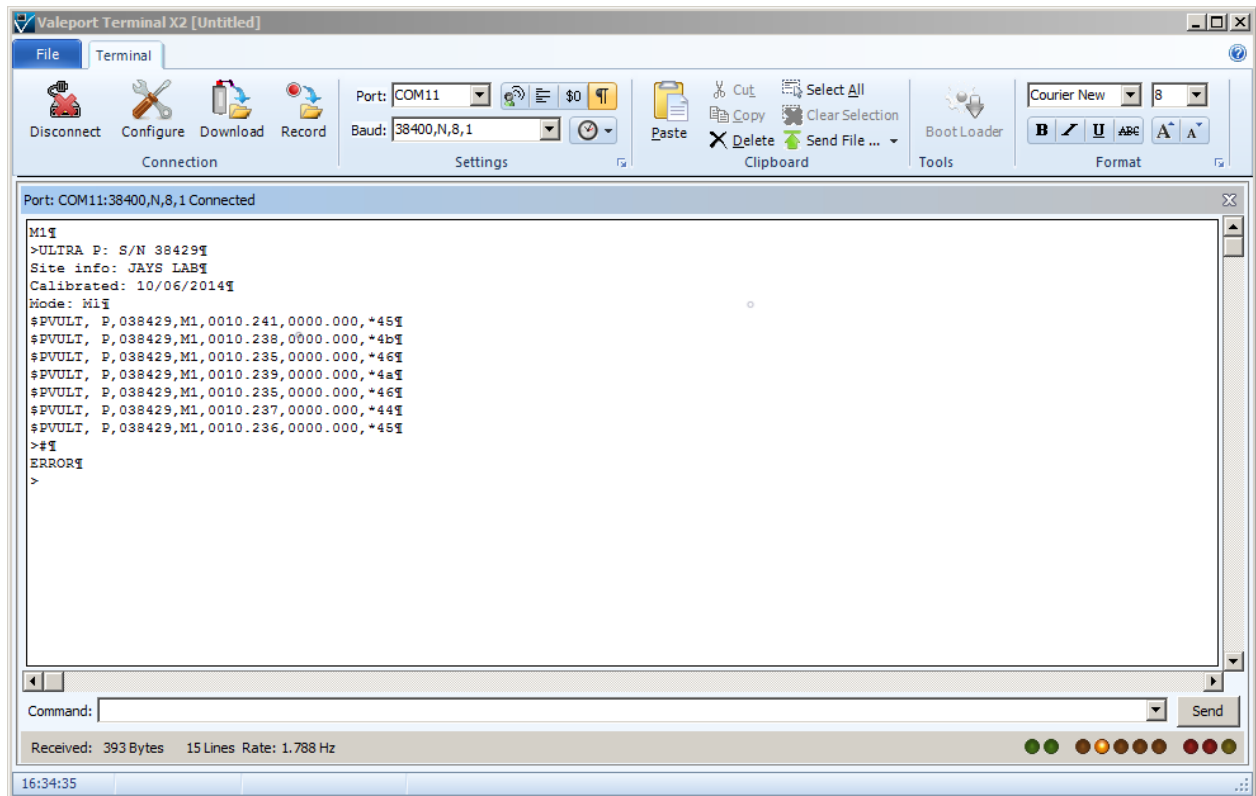 Valeport Terminal X2 [Untitled]
File Terminal
Disconnect Configure Download Record
Port: COM11 $0 ¶
Baud: 38400,N,8,1
Connection
Settings
Paste
Cut Select All
Copy Clear Selection
Delete Send File ...
Clipboard
Boot Loader
Tools
Courier New 8
B I U ABC A A
Format
Port: COM11:38400,N,8,1 Connected
M1¶
>ULTRA P: S/N 38429¶
Site info: JAYS LAB¶
Calibrated: 10/06/2014¶
Mode: M1¶
$PVULT, P,038429,M1,0010.241,0000.000,*45¶
$PVULT, P,038429,M1,0010.238,0000.000,*4b¶
$PVULT, P,038429,M1,0010.235,0000.000,*46¶
$PVULT, P,038429,M1,0010.239,0000.000,*4a¶
$PVULT, P,038429,M1,0010.235,0000.000,*46¶
$PVULT, P,038429,M1,0010.237,0000.000,*44¶
$PVULT, P,038429,M1,0010.236,0000.000,*45¶
>#¶
ERROR¶
>
Command: Send
Received: 393 Bytes 15 Lines Rate: 1.788 Hz
16:34:35